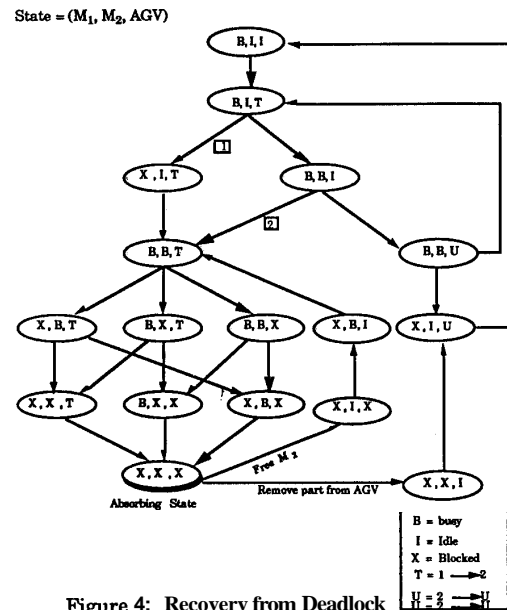 State = (M₁, M₂, AGV)
B, I, I
B, I, T
1
X, I, T
B, B, I
2
B, B, T
B, B, U
X, B, T
B, X, T
B, B, X
X, B, I
X, I, U
X, X, T
B, X, X
X, B, X
X, I, X
X, X, X
Free M₂
Remove part from AGV
X, X, I
Absorbing State
B = busy
I = Idle
X = Blocked
T = 1 → 2
U = 2 → U
U = 2 → U
Figure 4: Recovery from Deadlock